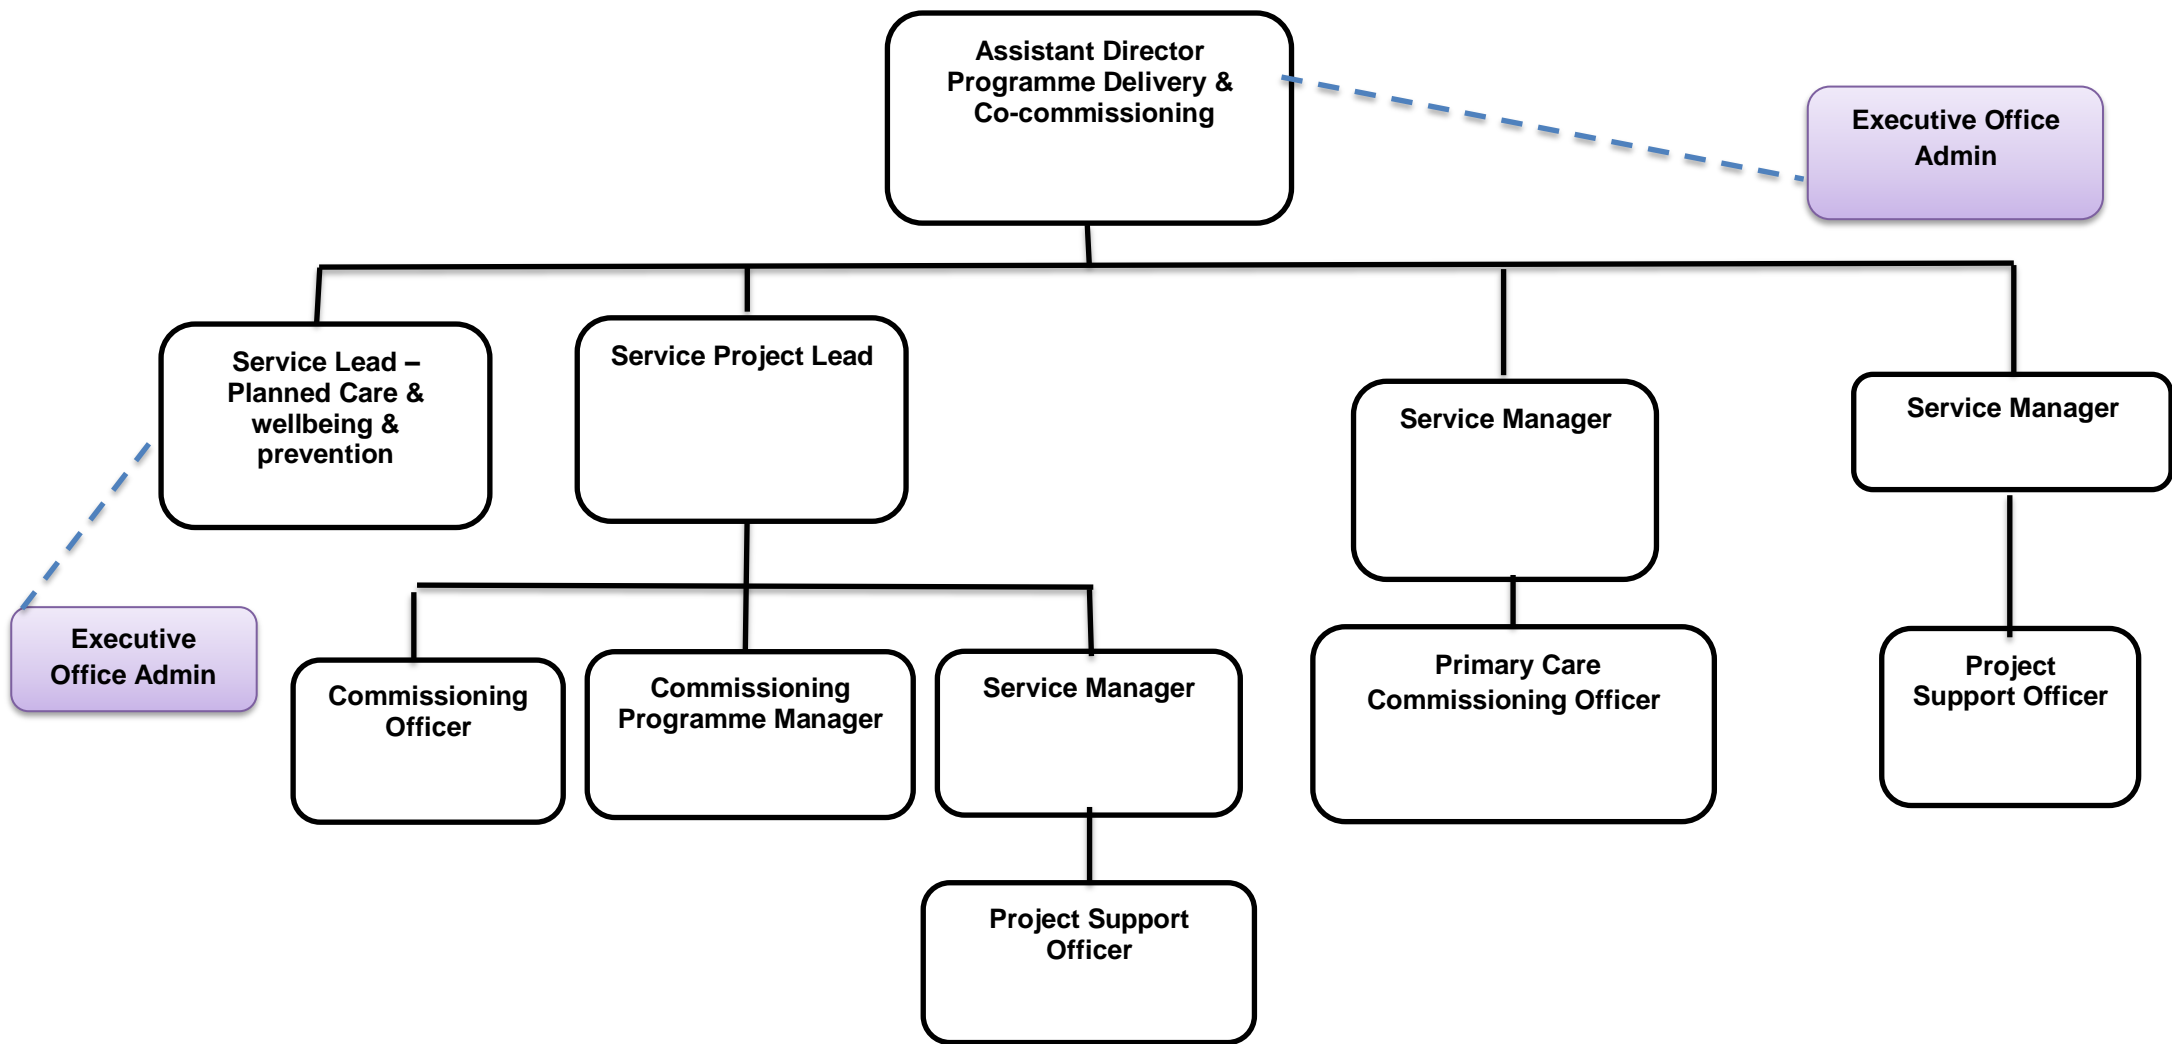 Assistant Director
Programme Delivery &
Co-commissioning
Executive Office
Admin
Service Lead –
Planned Care &
wellbeing &
prevention
Service Project Lead
Service Manager
Service Manager
Executive
Office Admin
Commissioning
Officer
Commissioning
Programme Manager
Service Manager
Primary Care
Commissioning Officer
Project
Support Officer
Project Support
Officer